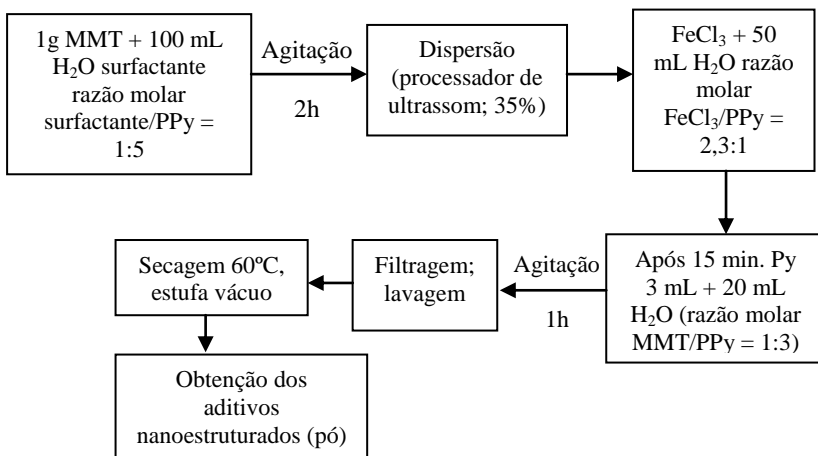 1g MMT + 100 mL
H₂O surfactante
razão molar
surfactante/PPy =
1:5
Agitação
2h
Dispersão
(processador de
ultrassom; 35%)
FeCl₃ + 50
mL H₂O razão
molar
FeCl₃/PPy =
2,3:1
Após 15 min. Py
3 mL + 20 mL
H₂O (razão molar
MMT/PPy = 1:3)
Agitação
1h
Filtragem;
lavagem
Secagem 60ºC,
estufa vácuo
Obtenção dos
aditivos
nanoestruturados (pó)